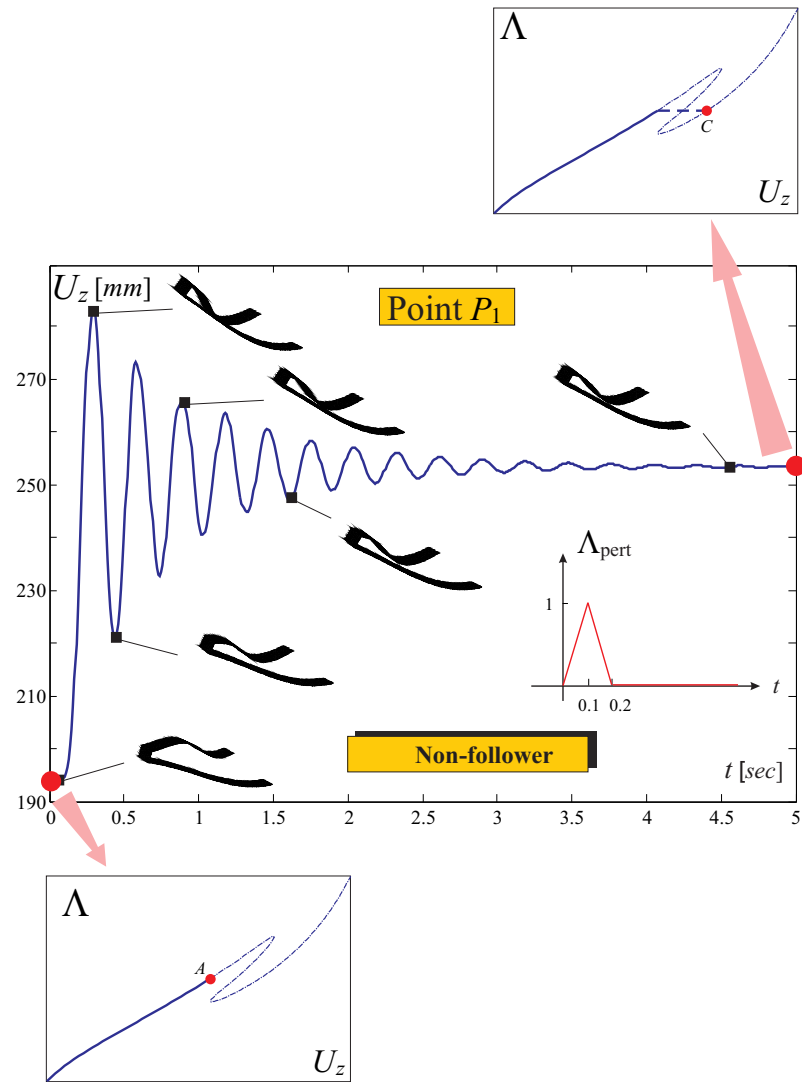 Λ
C
U_z
U_z [mm]
Point P_1
270
250
230
210
190
Λ_pert
1
0.1 0.2
t
Non-follower
t [sec]
0 0.5 1 1.5 2 2.5 3 3.5 4 4.5 5
Λ
A
U_z